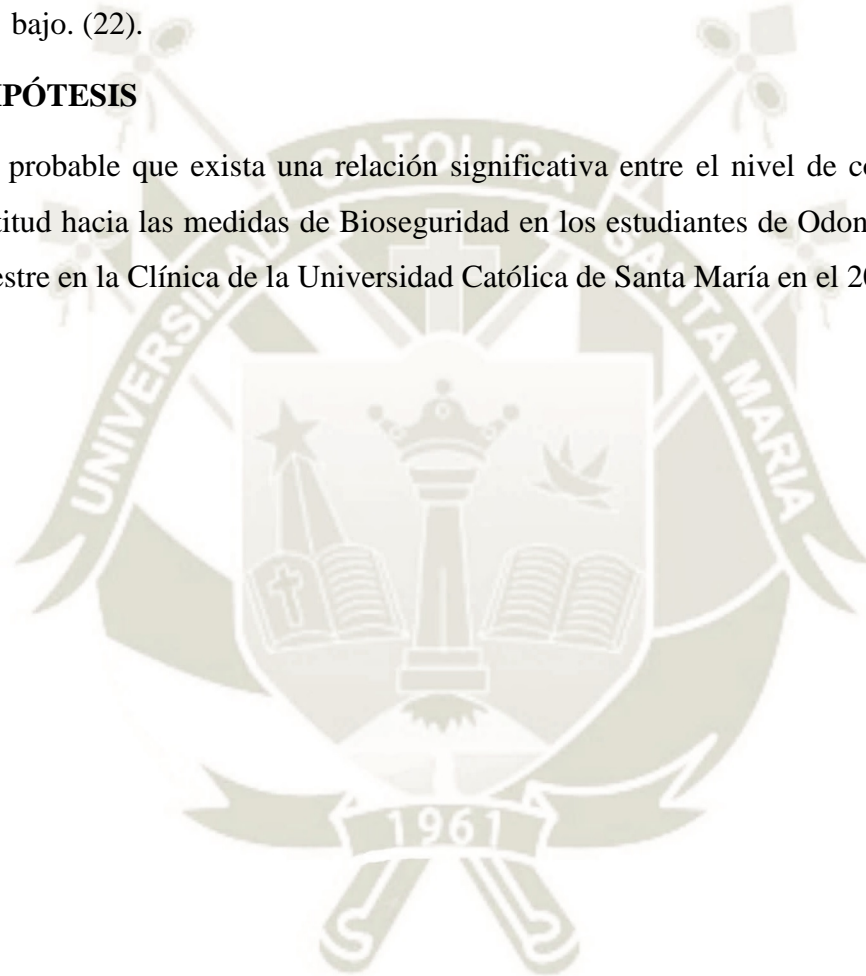 bajo. (22).
IPÓTESIS
probable que exista una relación significativa entre el nivel de co
titud hacia las medidas de Bioseguridad en los estudiantes de Odon
estre en la Clínica de la Universidad Católica de Santa María en el 20
UNIVERSIDAD CATOLICA SANTA MARIA
1961